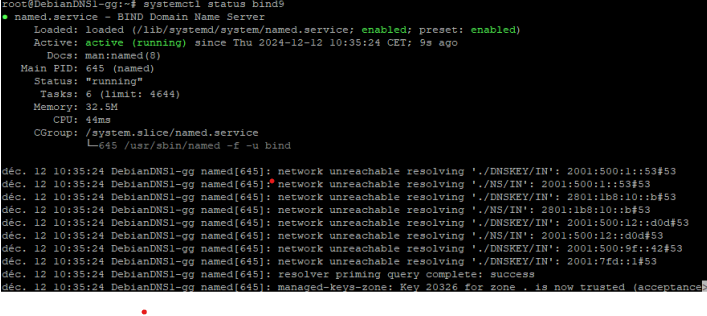 root@DebianDNS1-gg:~# systemctl status bind9
● named.service - BIND Domain Name Server
Loaded: loaded (/lib/systemd/system/named.service; enabled; preset: enabled)
Active: active (running) since Thu 2024-12-12 10:35:24 CET; 9s ago
Docs: man:named(8)
Main PID: 645 (named)
Status: "running"
Tasks: 6 (limit: 4644)
Memory: 32.5M
CPU: 44ms
CGroup: /system.slice/named.service
└─645 /usr/sbin/named -f -u bind
déc. 12 10:35:24 DebianDNS1-gg named[645]: network unreachable resolving './DNSKEY/IN': 2001:500:1::53#53
déc. 12 10:35:24 DebianDNS1-gg named[645]: network unreachable resolving './NS/IN': 2001:500:1::53#53
déc. 12 10:35:24 DebianDNS1-gg named[645]: network unreachable resolving './DNSKEY/IN': 2801:1b8:10::b#53
déc. 12 10:35:24 DebianDNS1-gg named[645]: network unreachable resolving './NS/IN': 2801:1b8:10::b#53
déc. 12 10:35:24 DebianDNS1-gg named[645]: network unreachable resolving './DNSKEY/IN': 2001:500:12::d0d#53
déc. 12 10:35:24 DebianDNS1-gg named[645]: network unreachable resolving './NS/IN': 2001:500:12::d0d#53
déc. 12 10:35:24 DebianDNS1-gg named[645]: network unreachable resolving './DNSKEY/IN': 2001:500:9f::42#53
déc. 12 10:35:24 DebianDNS1-gg named[645]: network unreachable resolving './DNSKEY/IN': 2001:7fd::1#53
déc. 12 10:35:24 DebianDNS1-gg named[645]: resolver priming query complete: success
déc. 12 10:35:24 DebianDNS1-gg named[645]: managed-keys-zone: Key 20326 for zone . is now trusted (acceptance>